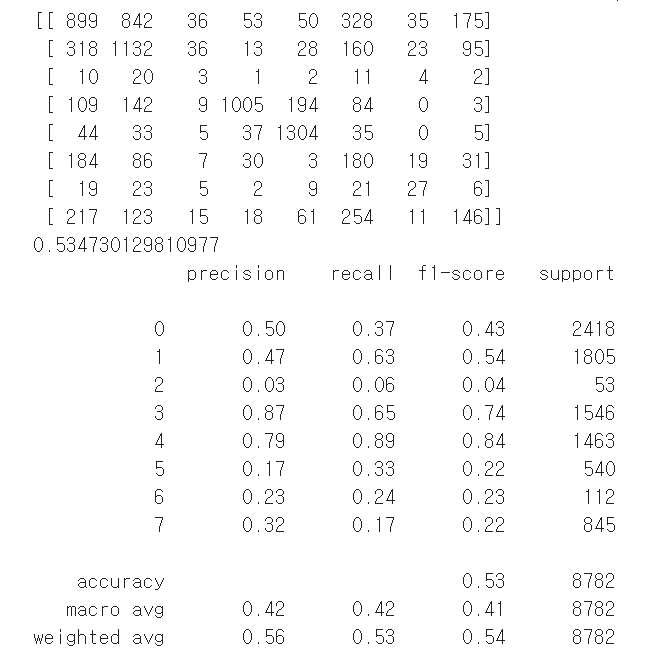 [[ 899 842 36 53 50 328 35 175]
[ 318 1132 36 13 28 160 23 95]
[ 10 20 3 1 2 11 4 2]
[ 109 142 9 1005 194 84 0 3]
[ 44 33 5 37 1304 35 0 5]
[ 184 86 7 30 3 180 19 31]
[ 19 23 5 2 9 21 27 6]
[ 217 123 15 18 61 254 11 146]]
0.534730129810977
precision recall f1-score support
0 0.50 0.37 0.43 2418
1 0.47 0.63 0.54 1805
2 0.03 0.06 0.04 53
3 0.87 0.65 0.74 1546
4 0.79 0.89 0.84 1463
5 0.17 0.33 0.22 540
6 0.23 0.24 0.23 112
7 0.32 0.17 0.22 845
accuracy 0.53 8782
macro avg 0.42 0.42 0.41 8782
weighted avg 0.56 0.53 0.54 8782